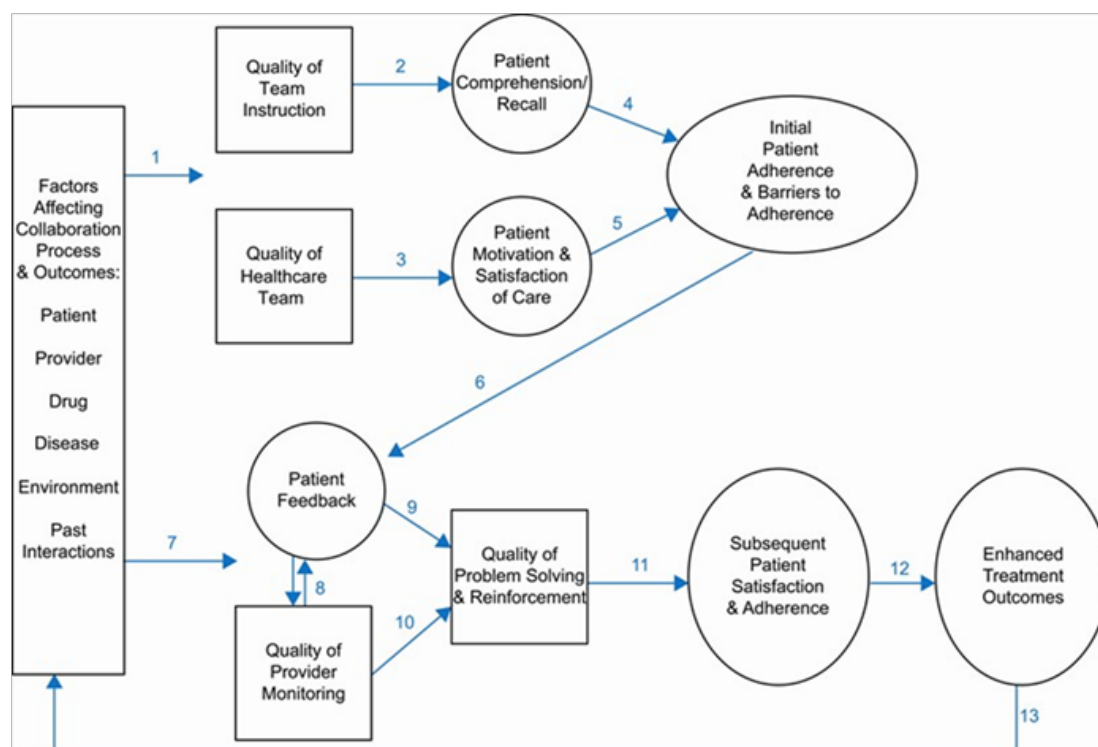 Factors
Affecting
Collaboration
Process
& Outcomes:
Patient
Provider
Drug
Disease
Environment
Past
Interactions
1
Quality of
Team
Instruction
2
Patient
Comprehension/
Recall
4
Initial
Patient
Adherence
& Barriers to
Adherence
Quality of
Healthcare
Team
3
Patient
Motivation &
Satisfaction
of Care
5
6
7
Patient
Feedback
8
9
Quality of
Provider
Monitoring
10
Quality of
Problem Solving
& Reinforcement
11
Subsequent
Patient
Satisfaction
& Adherence
12
Enhanced
Treatment
Outcomes
13